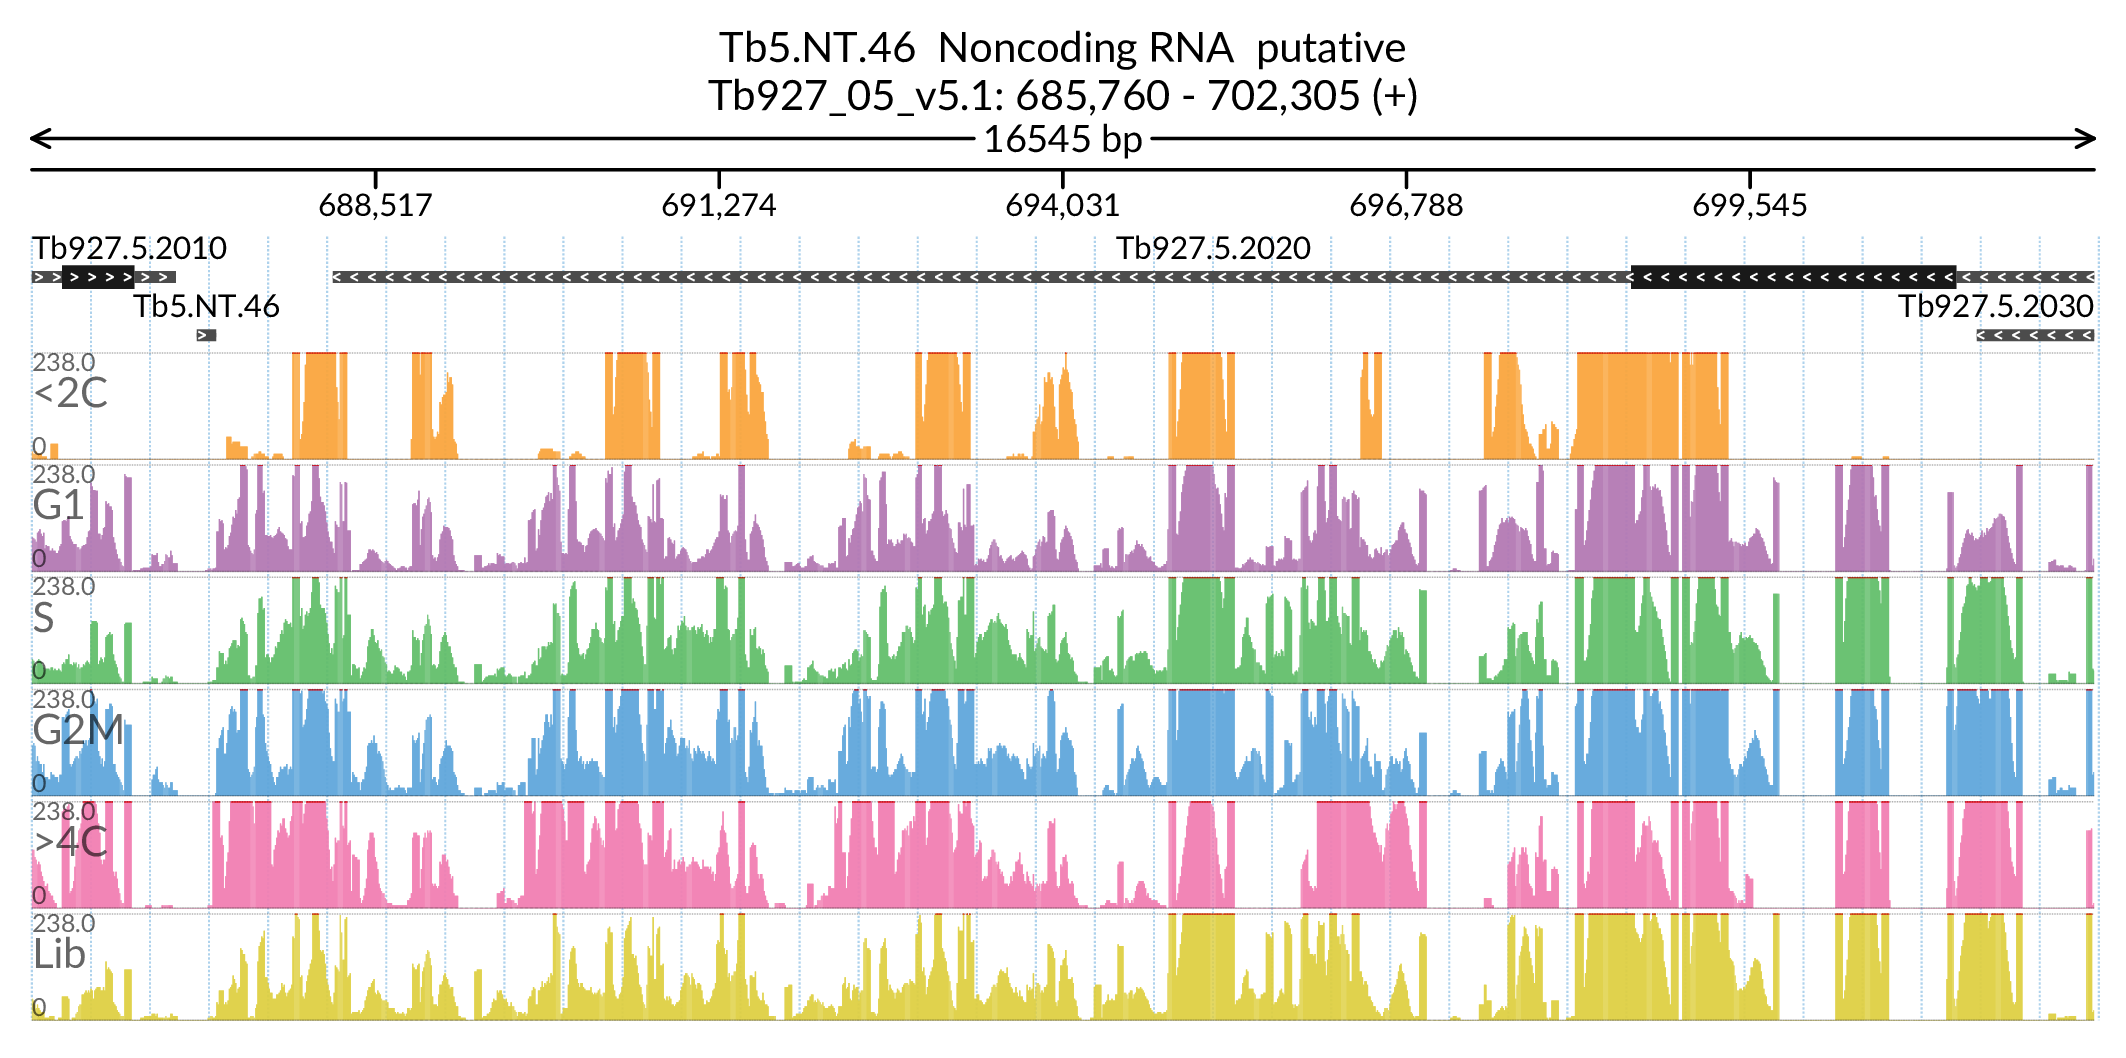 Tb5.NT.46 Noncoding RNA putative
Tb927_05_v5.1: 685,760 - 702,305 (+)
16545 bp
688,517 691,274 694,031 696,788 699,545
Tb927.5.2010 Tb927.5.2020
Tb5.NT.46 Tb927.5.2030
238.0
<2C
0
238.0
G1
0
238.0
S
0
238.0
G2M
0
238.0
>4C
0
238.0
Lib
0